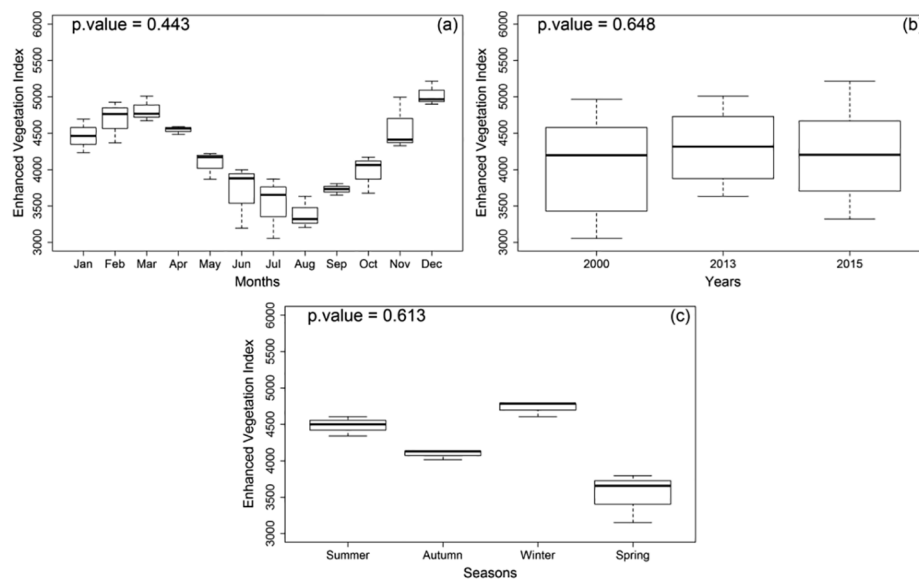 p.value = 0.443
(a)
Enhanced Vegetation Index
6000
5500
5000
4500
4000
3500
3000
Jan Feb Mar Apr May Jun Jul Aug Sep Oct Nov Dec
Months
p.value = 0.648
(b)
Enhanced Vegetation Index
6000
5500
5000
4500
4000
3500
3000
2000 2013 2015
Years
p.value = 0.613
(c)
Enhanced Vegetation Index
6000
5500
5000
4500
4000
3500
3000
Summer Autumn Winter Spring
Seasons